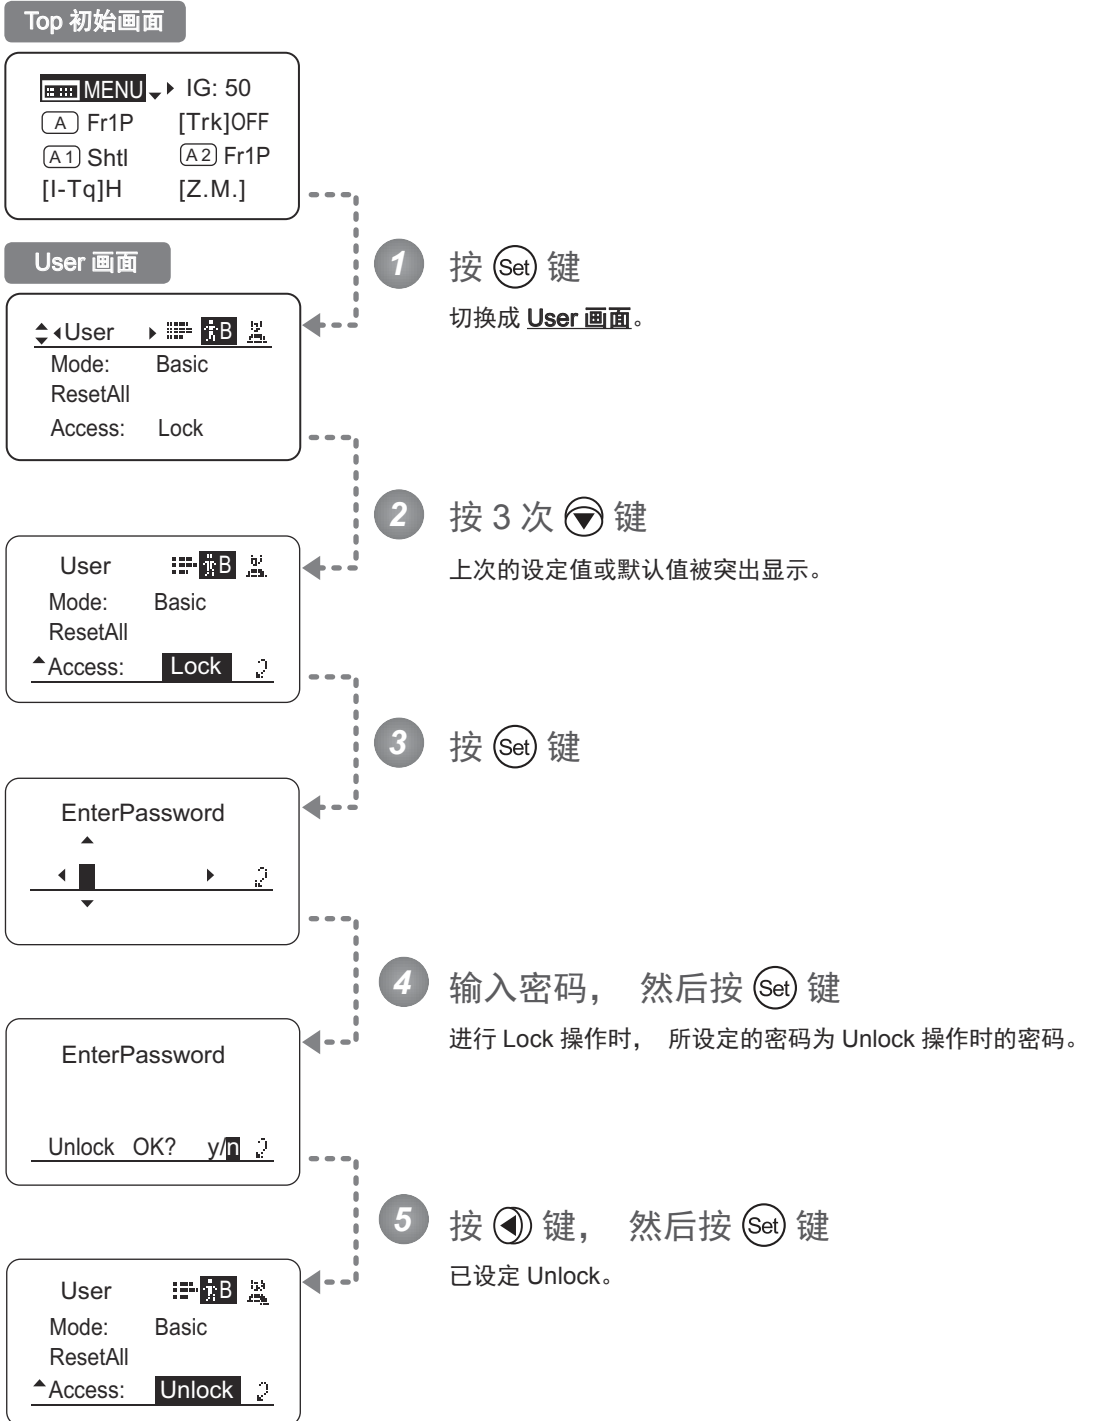 Top 初始画面
MENU IG: 50
A Fr1P [Trk]OFF
A1 Shtl A2 Fr1P
[I-Tq]H [Z.M.]
1 按 Set 键
切换成 User 画面。
User 画面
User B
Mode: Basic
ResetAll
Access: Lock
2 按 3 次 键
上次的设定值或默认值被突出显示。
User B
Mode: Basic
ResetAll
Access: Lock
3 按 Set 键
EnterPassword
4 输入密码， 然后按 Set 键
进行 Lock 操作时， 所设定的密码为 Unlock 操作时的密码。
EnterPassword
Unlock OK? y/n
5 按 键， 然后按 Set 键
已设定 Unlock。
User B
Mode: Basic
ResetAll
Access: Unlock